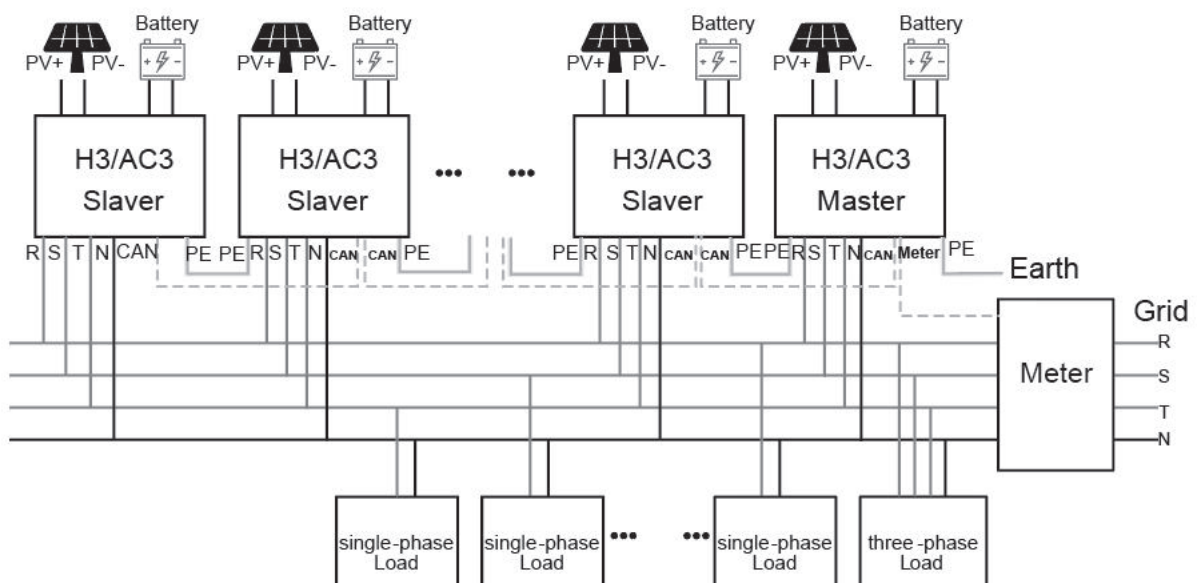 Battery
Battery
Battery
Battery
PV+ PV-
PV+ PV-
PV+ PV-
PV+ PV-
H3/AC3
Slaver
H3/AC3
Slaver
•••
•••
H3/AC3
Slaver
H3/AC3
Master
R S T N CAN PE
PE R S T N CAN CAN PE
PE R S T N CAN CAN PE
PE R S T N CAN Meter PE
Earth
Grid
Meter
R
S
T
N
single-phase
Load
single-phase
Load
•••
•••
single-phase
Load
three-phase
Load